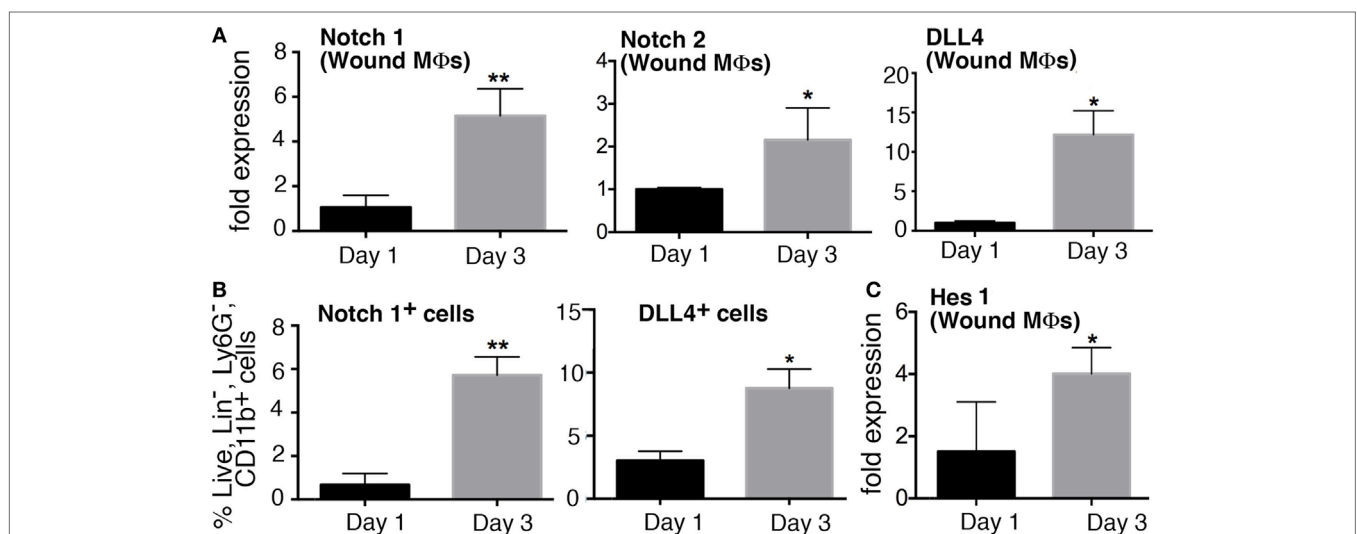 A
Notch 1
(Wound MΦs)
fold expression
8
6
4
2
0
**
Day 1
Day 3
Notch 2
(Wound MΦs)
4
3
2
1
0
*
Day 1
Day 3
DLL4
(Wound MΦs)
20
15
10
5
0
*
Day 1
Day 3
B
% Live, Lin⁻, Ly6G⁻,
CD11b⁺ cells
Notch 1⁺ cells
8
6
4
2
0
**
Day 1
Day 3
DLL4⁺ cells
15
10
5
0
*
Day 1
Day 3
C
Hes 1
(Wound MΦs)
fold expression
6
4
2
0
*
Day 1
Day 3